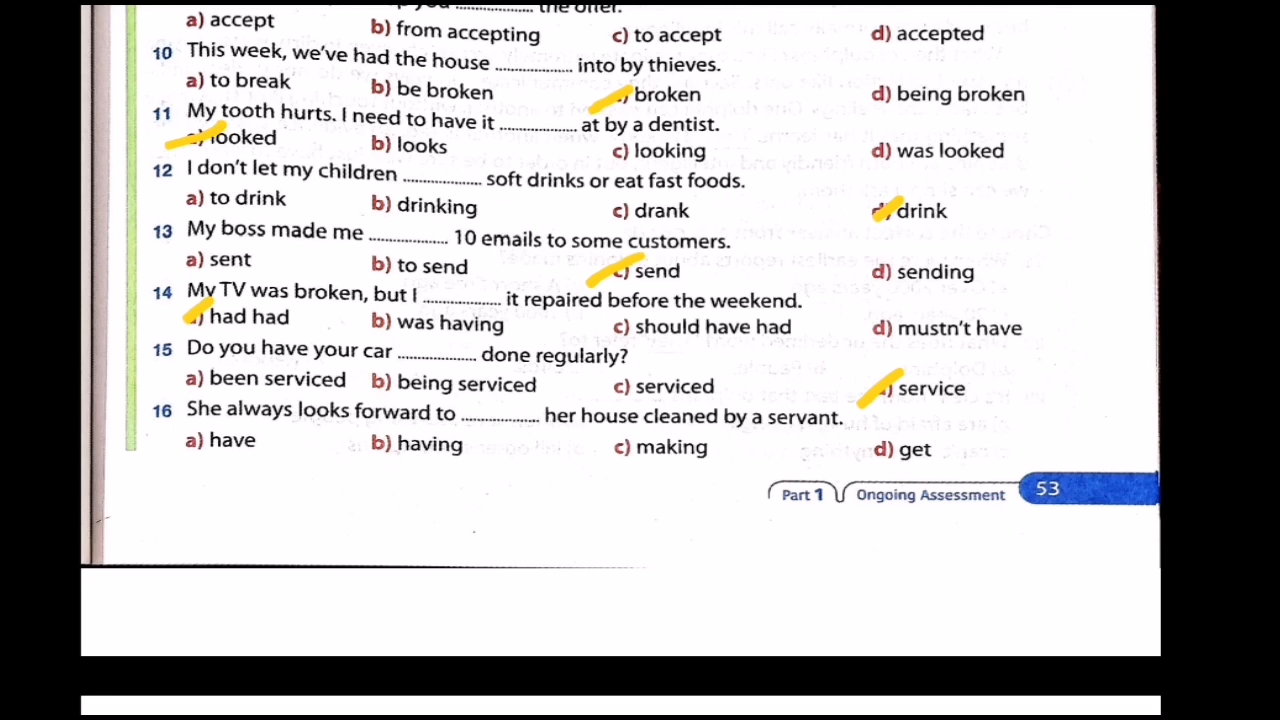 the offer.
a) accept b) from accepting c) to accept d) accepted
10 This week, we've had the house ............... into by thieves.
a) to break b) be broken broken d) being broken
11 My tooth hurts. I need to have it ............... at by a dentist.
looked b) looks c) looking d) was looked
12 I don't let my children ............... soft drinks or eat fast foods.
a) to drink b) drinking c) drank d) drink
13 My boss made me ............... 10 emails to some customers.
a) sent b) to send c) send d) sending
14 My TV was broken, but I ............... it repaired before the weekend.
had had b) was having c) should have had d) mustn't have
15 Do you have your car ............... done regularly?
a) been serviced b) being serviced c) serviced service
16 She always looks forward to ............... her house cleaned by a servant.
a) have b) having c) making d) get
Part 1 Ongoing Assessment 53